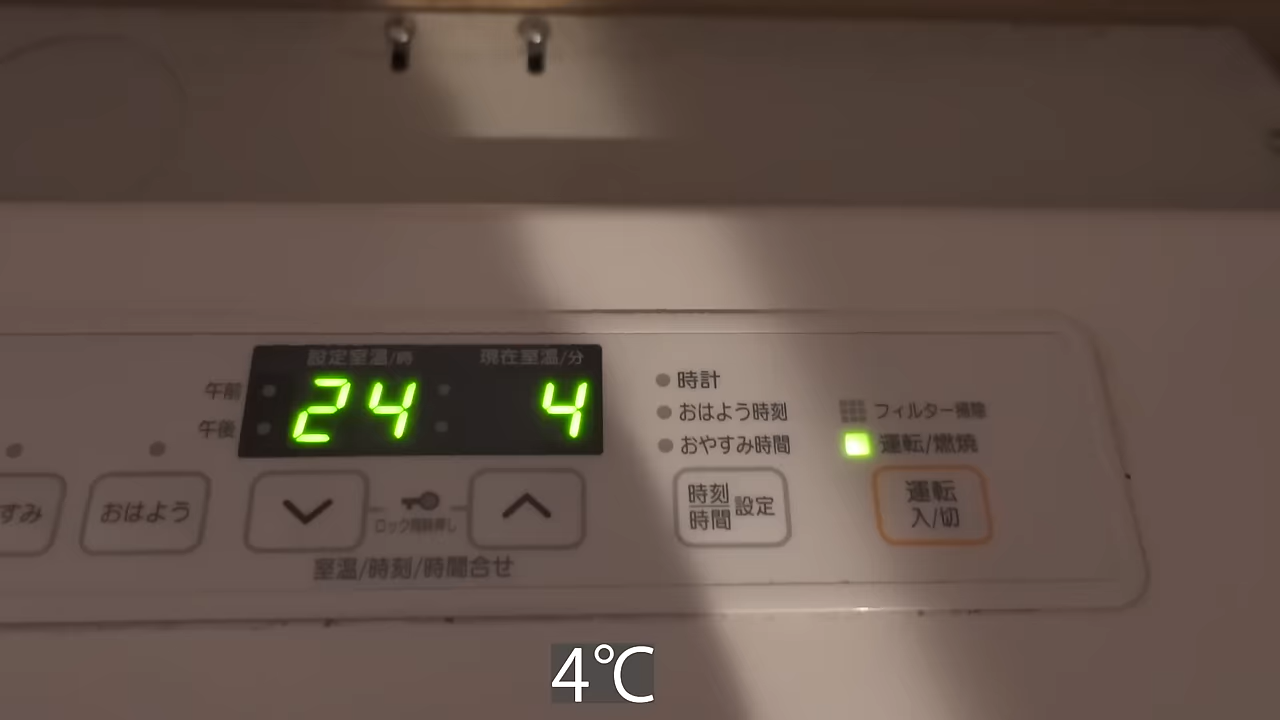 設定室温/時
現在室温/分
午前
24
4
午後
時計
おはよう時刻
おやすみ時間
フィルター掃除
運転/燃焼
すみ
おはよう
時刻
時間
設定
運転
入/切
室温/時刻/時間合せ
4℃